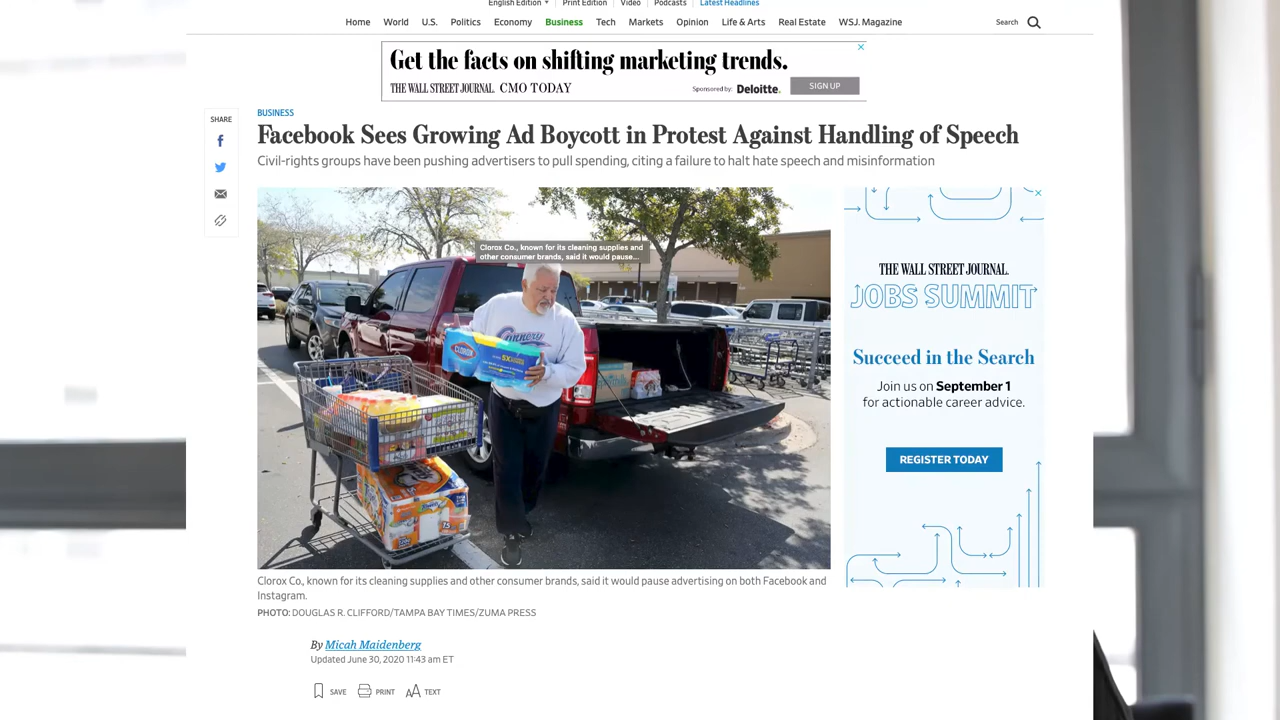 English Edition Print Edition Video Podcasts Latest Headlines
Home World U.S. Politics Economy Business Tech Markets Opinion Life & Arts Real Estate WSJ. Magazine Search
Get the facts on shifting marketing trends.
THE WALL STREET JOURNAL. CMO TODAY Sponsored by: Deloitte. SIGN UP
SHARE
BUSINESS
Facebook Sees Growing Ad Boycott in Protest Against Handling of Speech
Civil-rights groups have been pushing advertisers to pull spending, citing a failure to halt hate speech and misinformation
Clorox Co., known for its cleaning supplies and
other consumer brands, said it would pause...
CLOROX
5X
75
THE WALL STREET JOURNAL.
JOBS SUMMIT
Succeed in the Search
Join us on September 1
for actionable career advice.
REGISTER TODAY
Clorox Co., known for its cleaning supplies and other consumer brands, said it would pause advertising on both Facebook and
Instagram.
PHOTO: DOUGLAS R. CLIFFORD/TAMPA BAY TIMES/ZUMA PRESS
By Micah Maidenberg
Updated June 30, 2020 11:43 am ET
SAVE PRINT AA TEXT